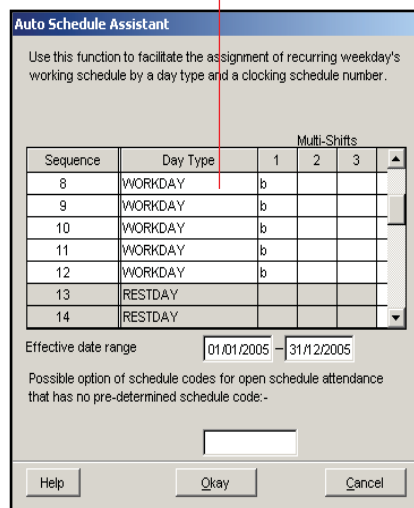 Auto Schedule Assistant
Use this function to facilitate the assignment of recurring weekday's
working schedule by a day type and a clocking schedule number.
Multi-Shifts
Sequence Day Type 1 2 3
8 WORKDAY b
9 WORKDAY b
10 WORKDAY b
11 WORKDAY b
12 WORKDAY b
13 RESTDAY
14 RESTDAY
Effective date range 01/01/2005 – 31/12/2005
Possible option of schedule codes for open schedule attendance
that has no pre-determined schedule code:-
Help Okay Cancel